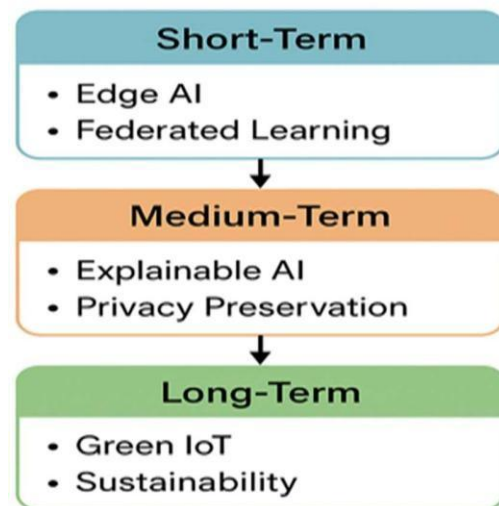 Short-Term
• Edge AI
• Federated Learning
Medium-Term
• Explainable AI
• Privacy Preservation
Long-Term
• Green IoT
• Sustainability